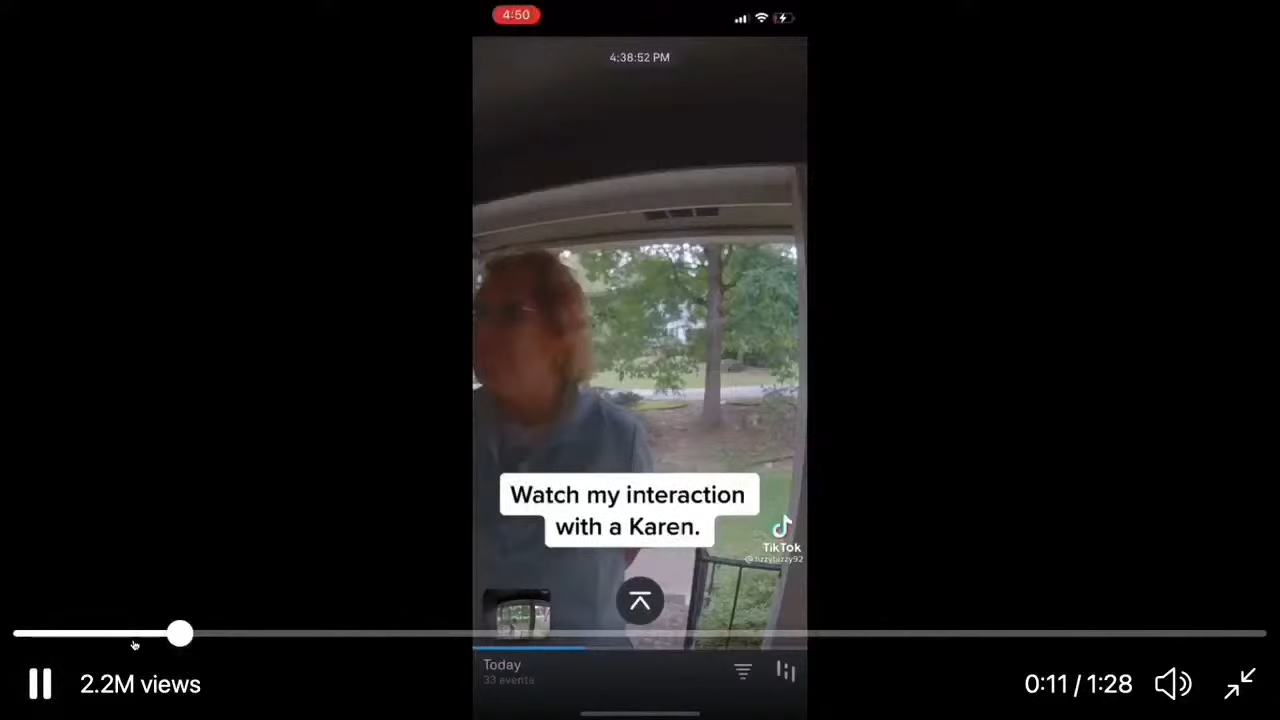 4:50
4:38:52 PM
Watch my interaction
with a Karen.
TikTok
@tizzybizzy92
Today
33 events
2.2M views
0:11 / 1:28